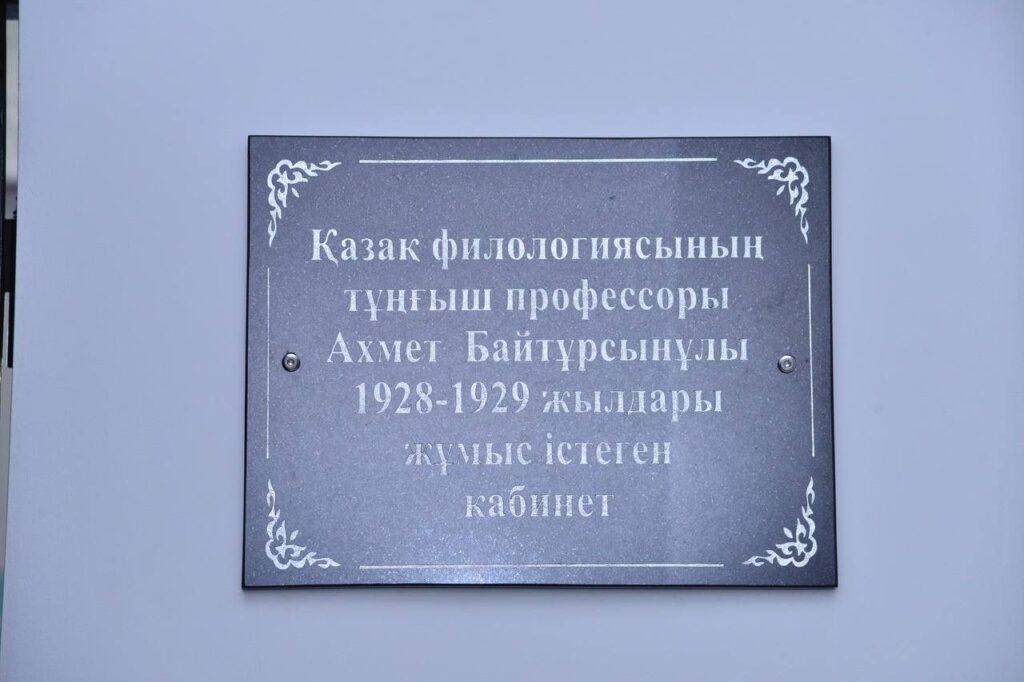 Қазақ филологиясының
тұңғыш профессоры
Ахмет Байтұрсынұлы
1928-1929 жылдары
жұмыс істеген
кабинет